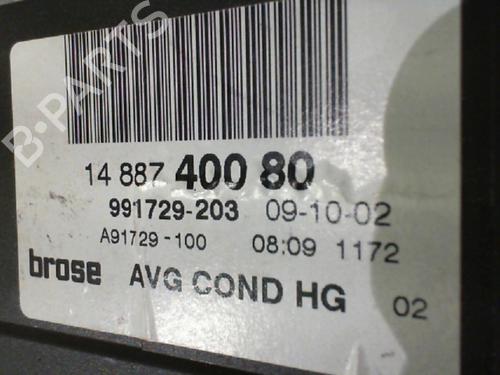 B-PARTS
14 887 400 80
991729-203 09-10-02
A91729-100 08:09 1172
brose AVG COND HG 02